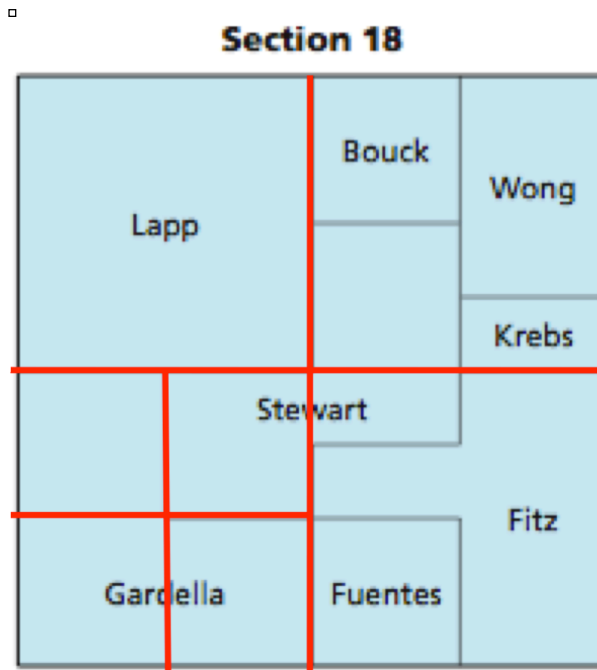 Section 18
Bouck
Wong
Lapp
Krebs
Stewart
Fitz
Gardella
Fuentes